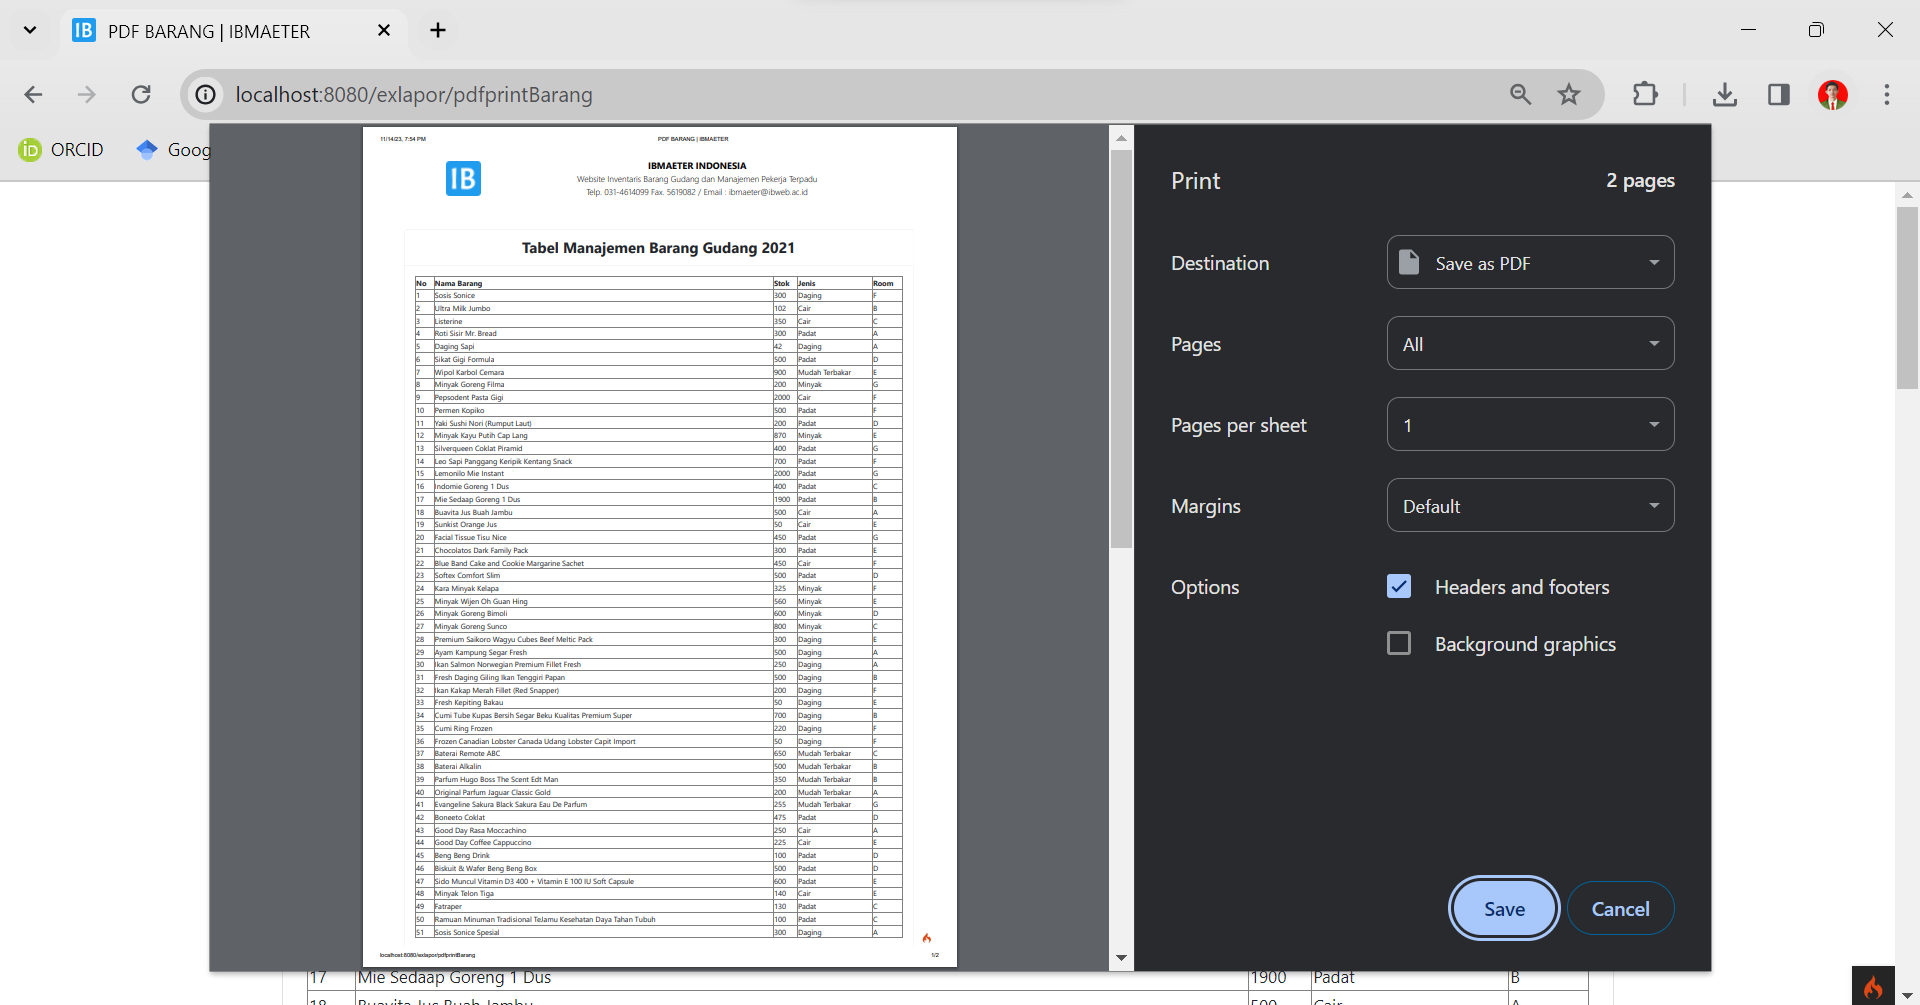 IB PDF BARANG | IBMAETER
localhost:8080/exlapor/pdfprintBarang
iD ORCID Goog
11/14/23, 7:54 PM PDF BARANG | IBMAETER
IB
IBMAETER INDONESIA
Website Inventaris Barang Gudang dan Manajemen Pekerja Terpadu
Telp. 031-4614099 Fax. 5619082 / Email : ibmaeter@ibweb.ac.id
Tabel Manajemen Barang Gudang 2021
No Nama Barang Stok Jenis Room
1 Sosis Sonice 300 Daging F
2 Ultra Milk Jumbo 102 Cair B
3 Listerine 350 Cair C
4 Roti Sisir Mr. Bread 300 Padat A
5 Daging Sapi 42 Daging A
6 Sikat Gigi Formula 500 Padat D
7 Wipol Karbol Cemara 900 Mudah Terbakar E
8 Minyak Goreng Filma 200 Minyak G
9 Pepsodent Pasta Gigi 2000 Cair F
10 Permen Kopiko 500 Padat F
11 Yaki Sushi Nori (Rumput Laut) 200 Padat D
12 Minyak Kayu Putih Cap Lang 870 Minyak E
13 Silverqueen Coklat Piramid 400 Padat G
14 Leo Sapi Panggang Keripik Kentang Snack 700 Padat F
15 Lemonilo Mie Instant 2000 Padat G
16 Indomie Goreng 1 Dus 400 Padat C
17 Mie Sedaap Goreng 1 Dus 1900 Padat B
18 Buavita Jus Buah Jambu 500 Cair A
19 Sunkist Orange Jus 50 Cair E
20 Facial Tissue Tisu Nice 450 Padat G
21 Chocolatos Dark Family Pack 300 Padat E
22 Blue Band Cake and Cookie Margarine Sachet 450 Cair F
23 Softex Comfort Slim 500 Padat D
24 Kara Minyak Kelapa 325 Minyak F
25 Minyak Wijen Oh Guan Hing 560 Minyak E
26 Minyak Goreng Bimoli 600 Minyak D
27 Minyak Goreng Sunco 800 Minyak C
28 Premium Saikoro Wagyu Cubes Beef Meltic Pack 300 Daging E
29 Ayam Kampung Segar Fresh 500 Daging A
30 Ikan Salmon Norwegian Premium Fillet Fresh 250 Daging A
31 Fresh Daging Giling Ikan Tenggiri Papan 500 Daging B
32 Ikan Kakap Merah Fillet (Red Snapper) 200 Daging F
33 Fresh Kepiting Bakau 50 Daging E
34 Cumi Tube Kupas Bersih Segar Beku Kualitas Premium Super 700 Daging B
35 Cumi Ring Frozen 220 Daging F
36 Frozen Canadian Lobster Canada Udang Lobster Capit Import 50 Daging F
37 Baterai Remote ABC 650 Mudah Terbakar C
38 Baterai Alkalin 500 Mudah Terbakar B
39 Parfum Hugo Boss The Scent Edt Man 350 Mudah Terbakar B
40 Original Parfum Jaguar Classic Gold 200 Mudah Terbakar A
41 Evangeline Sakura Black Sakura Eau De Parfum 255 Mudah Terbakar G
42 Boneeto Coklat 475 Padat D
43 Good Day Rasa Moccachino 250 Cair A
44 Good Day Coffee Cappuccino 225 Cair E
45 Beng Beng Drink 100 Padat D
46 Biskuit & Wafer Beng Beng Box 500 Padat D
47 Sido Muncul Vitamin D3 400 + Vitamin E 100 IU Soft Capsule 600 Padat E
48 Minyak Telon Tiga 140 Cair E
49 Fatraper 130 Padat C
50 Ramuan Minuman Tradisional TeJamu Kesehatan Daya Tahan Tubuh 100 Padat C
51 Sosis Sonice Spesial 300 Daging A
localhost:8080/exlapor/pdfprintBarang 1/2
Print 2 pages
Destination Save as PDF
Pages All
Pages per sheet 1
Margins Default
Options Headers and footers
Background graphics
Save Cancel
17 Mie Sedaap Goreng 1 Dus 1900 Padat B
18 Buavita Jus Buah Jambu 500 Cair A